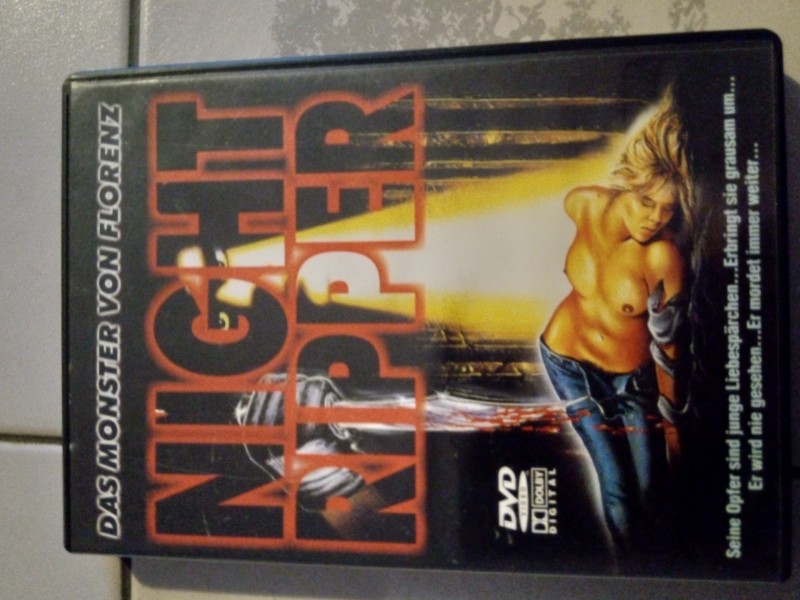 DAS MONSTER VON FLORENZ
NIGHT
RIPPER
DVD
VIDEO
DOLBY
DIGITAL
Seine Opfer sind junge Liebespärchen...Erbringt sie grausam um...
Er wird nie gesehen....Er mordet immer weiter...